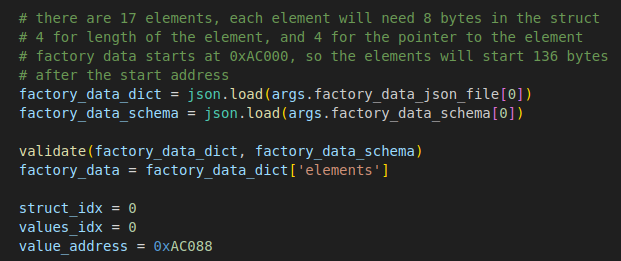 # there are 17 elements, each element will need 8 bytes in the struct
# 4 for length of the element, and 4 for the pointer to the element
# factory data starts at 0xAC000, so the elements will start 136 bytes
# after the start address
factory_data_dict = json.load(args.factory_data_json_file[0])
factory_data_schema = json.load(args.factory_data_schema[0])

validate(factory_data_dict, factory_data_schema)
factory_data = factory_data_dict['elements']

struct_idx = 0
values_idx = 0
value_address = 0xAC088